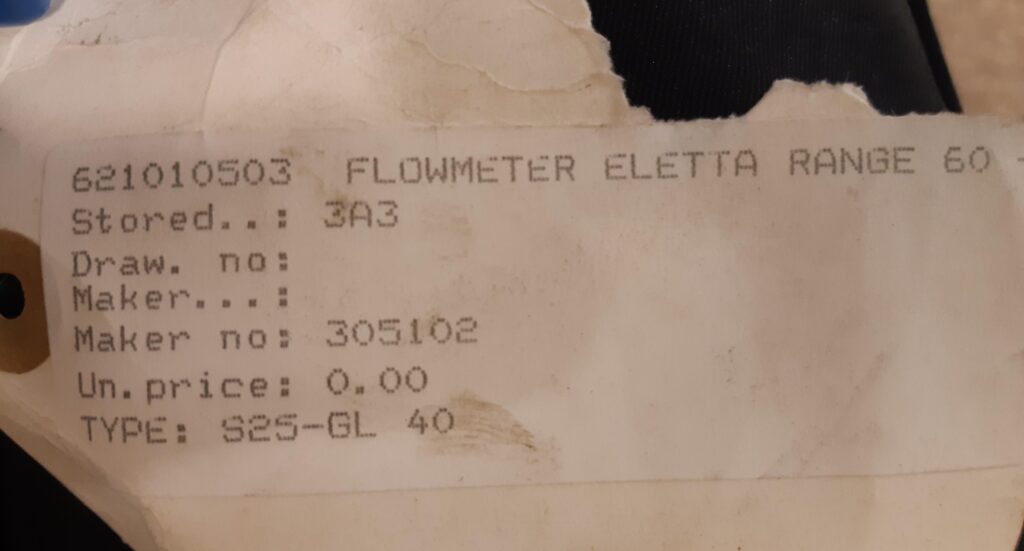 621010503 FLOWMETER ELETTA RANGE 60 -
Stored..: 3A3
Draw. no:
Maker...:
Maker no: 305102
Un.price: 0.00
TYPE: S25-GL 40